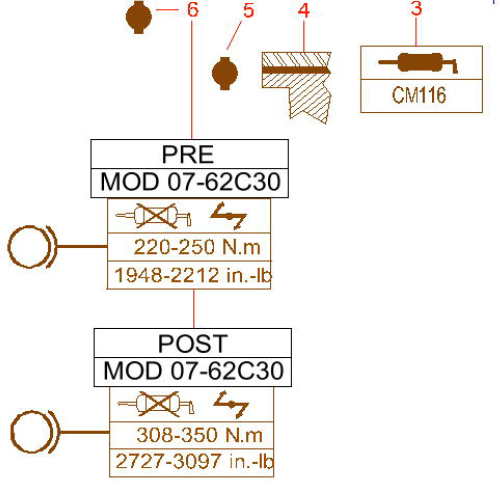 6 5 4 3
CM116
PRE
MOD 07-62C30
220-250 N.m
1948-2212 in.-lb
POST
MOD 07-62C30
308-350 N.m
2727-3097 in.-lb